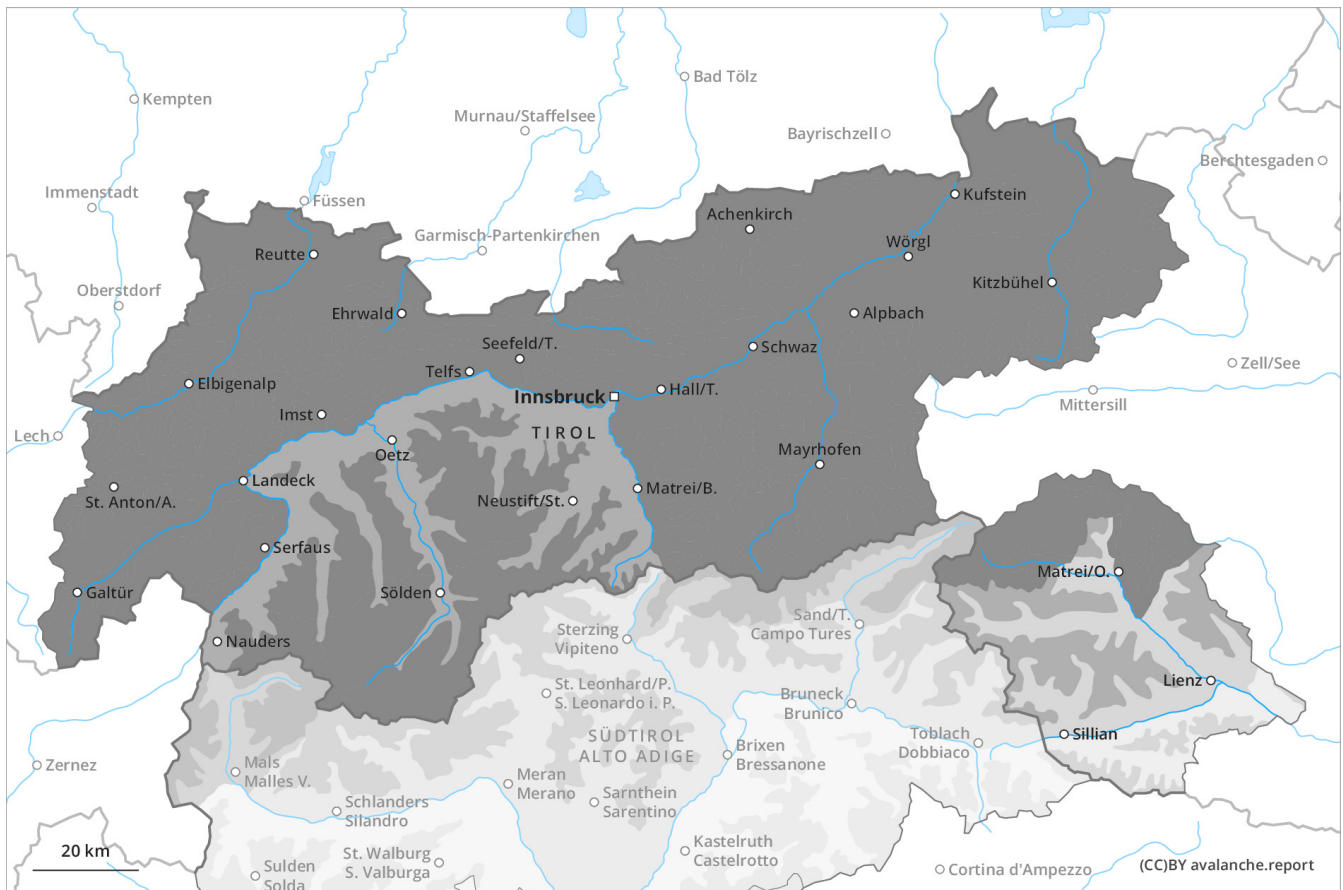 Kempten
Bad Tölz
Murnau/Staffelsee
Bayrischzell
Berchtesgaden
Immenstadt
Füssen
Kufstein
Achenkirch
Garmisch-Partenkirchen
Wörgl
Reutte
Oberstdorf
Kitzbühel
Ehrwald
Alpbach
Seefeld/T.
Schwaz
Zell/See
Telfs
Elbigenalp
Hall/T.
Mittersill
Innsbruck
Imst
TIROL
Lech
Oetz
Mayrhofen
Landeck
Matrei/B.
St. Anton/A.
Neustift/St.
Serfaus
Matrei/O.
Galtür
Sölden
Sand/T.
Campo Tures
Sterzing
Vipiteno
Nauders
Lienz
St. Leonhard/P.
S. Leonardo i. P.
Bruneck
Brunico
SÜDTIROL
ALTO ADIGE
Toblach
Dobbiaco
Sillian
Brixen
Bressanone
Zernez
Mals
Malles V.
Meran
Merano
Sarnthein
Sarentino
Schlanders
Silandro
Kastelruth
Castelrotto
20 km
St. Walburg
S. Valburga
Sulden
Solda
Cortina d'Ampezzo
(CC)BY avalanche.report